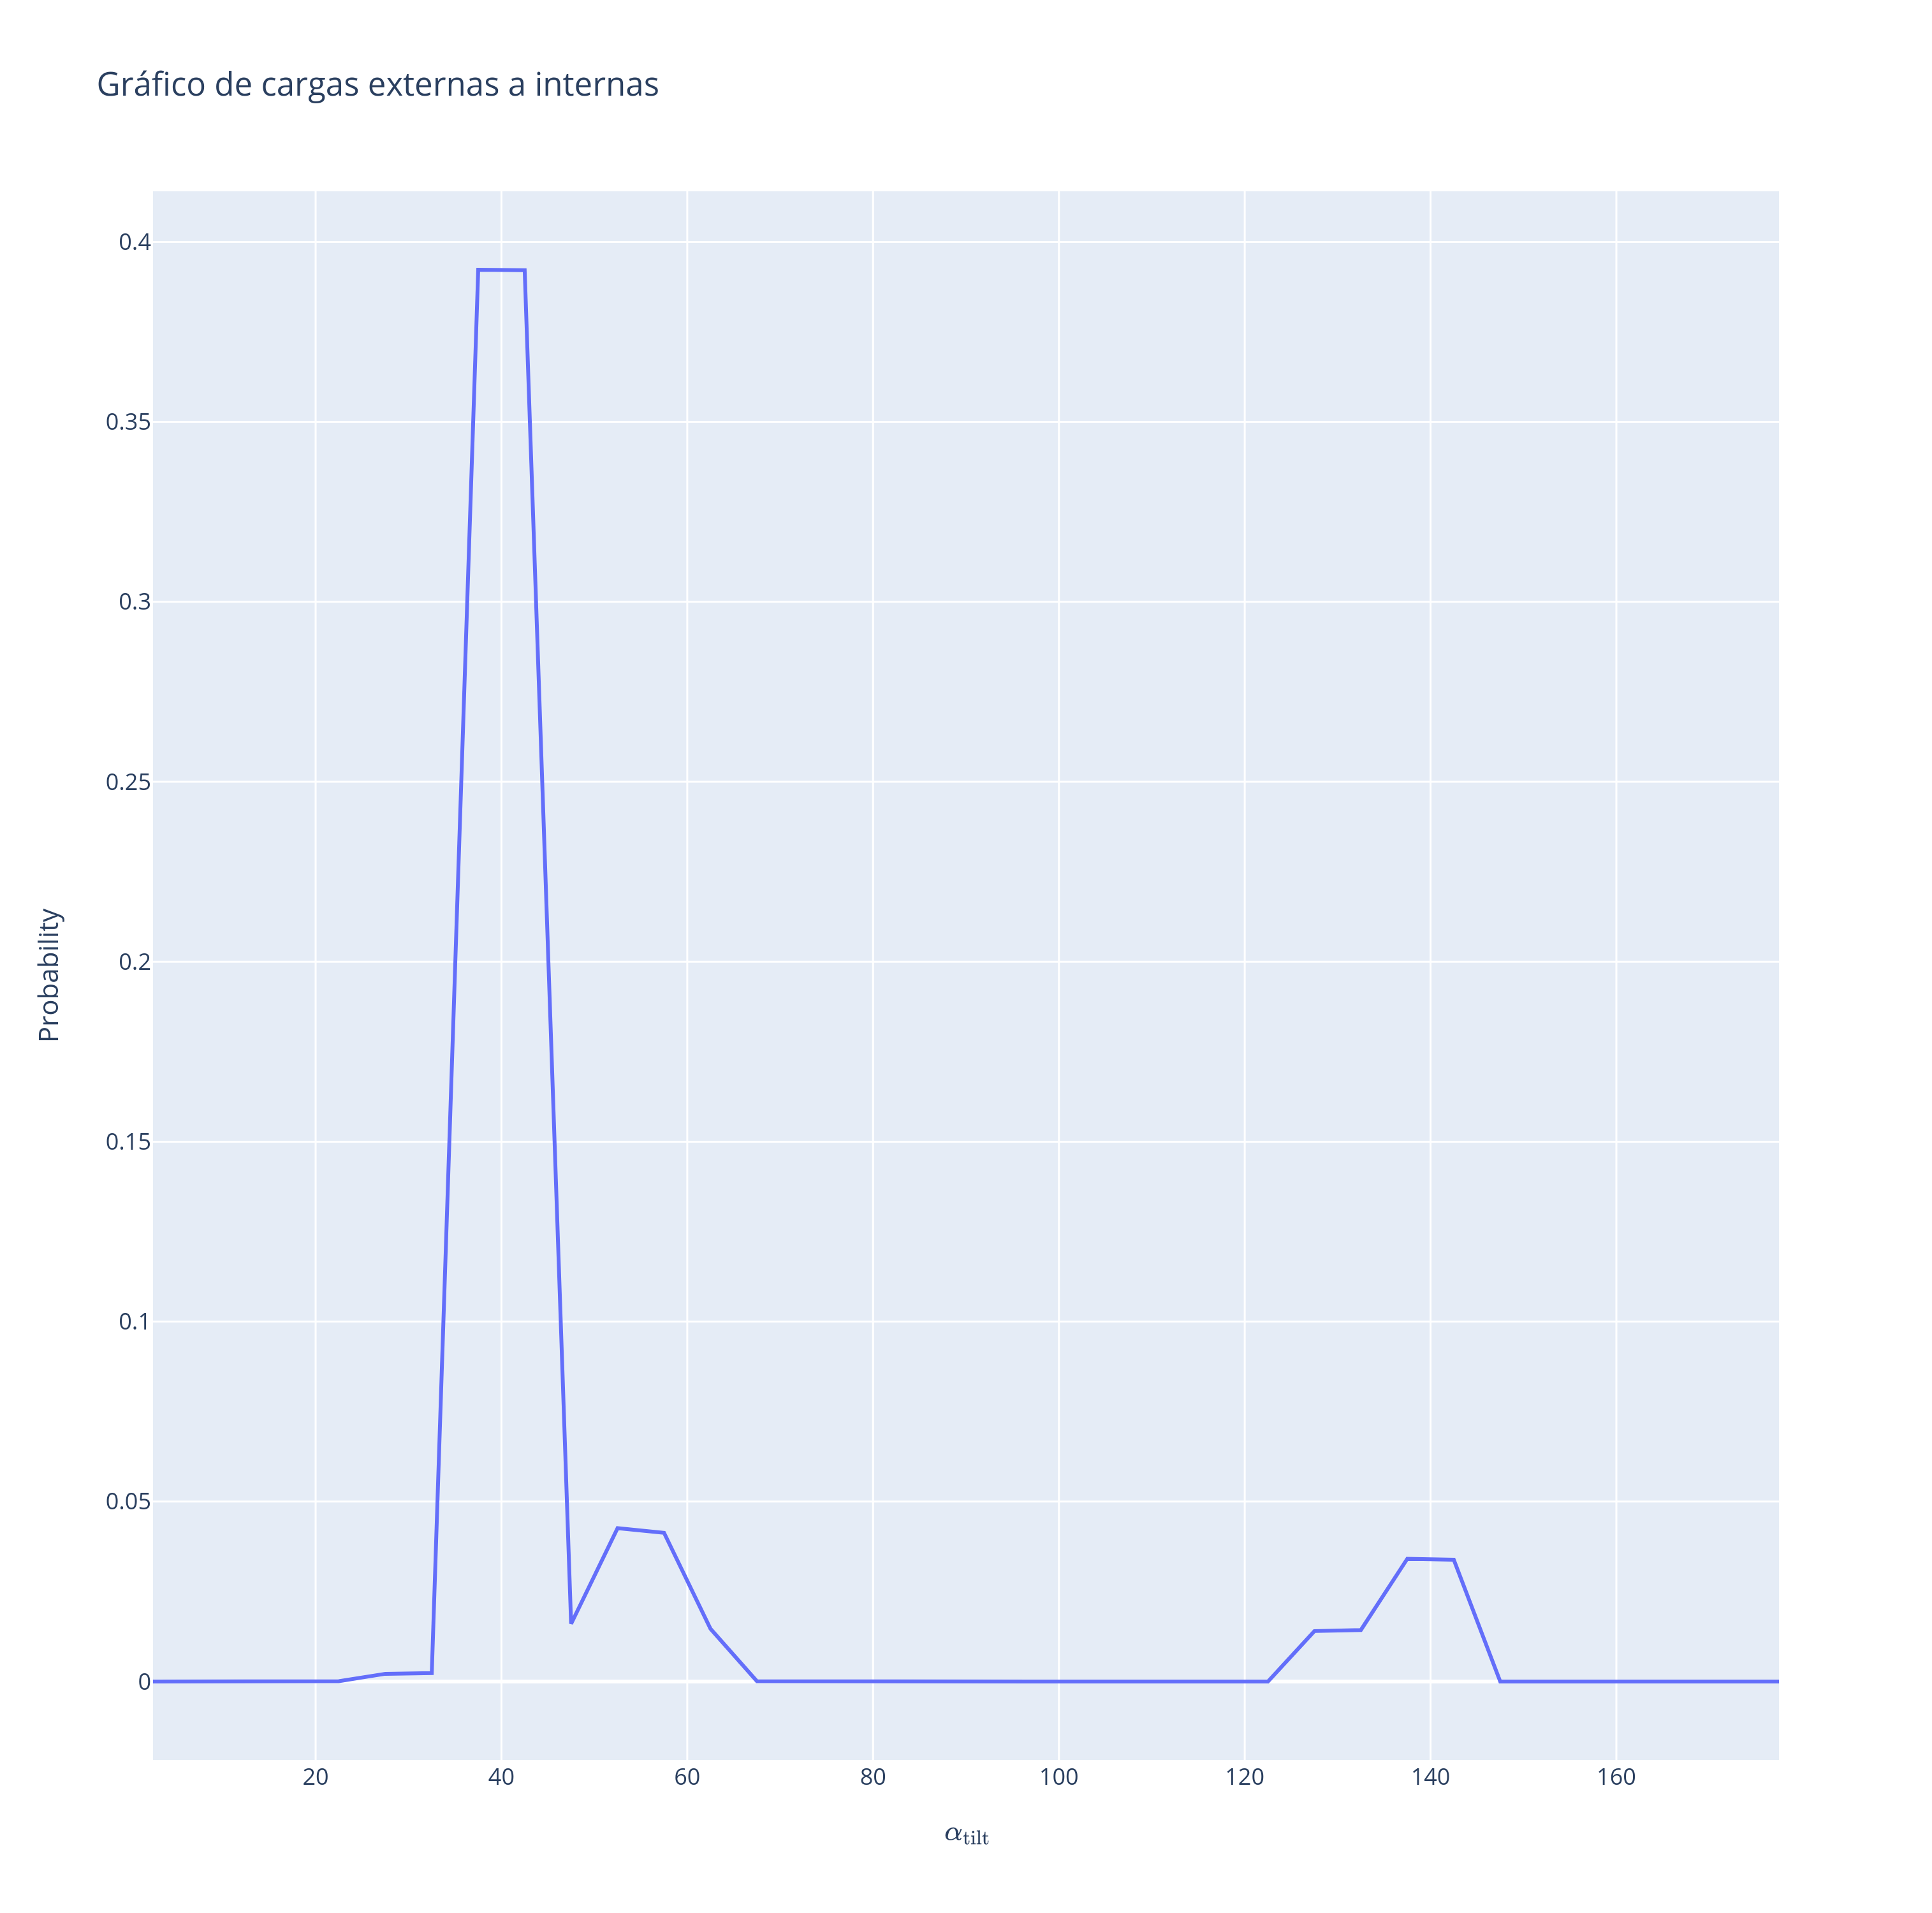 Gráfico de cargas externas a internas
0.4
0.35
0.3
0.25
0.2
0.15
0.1
0.05
0
Probability
20 40 60 80 100 120 140 160
α_tilt